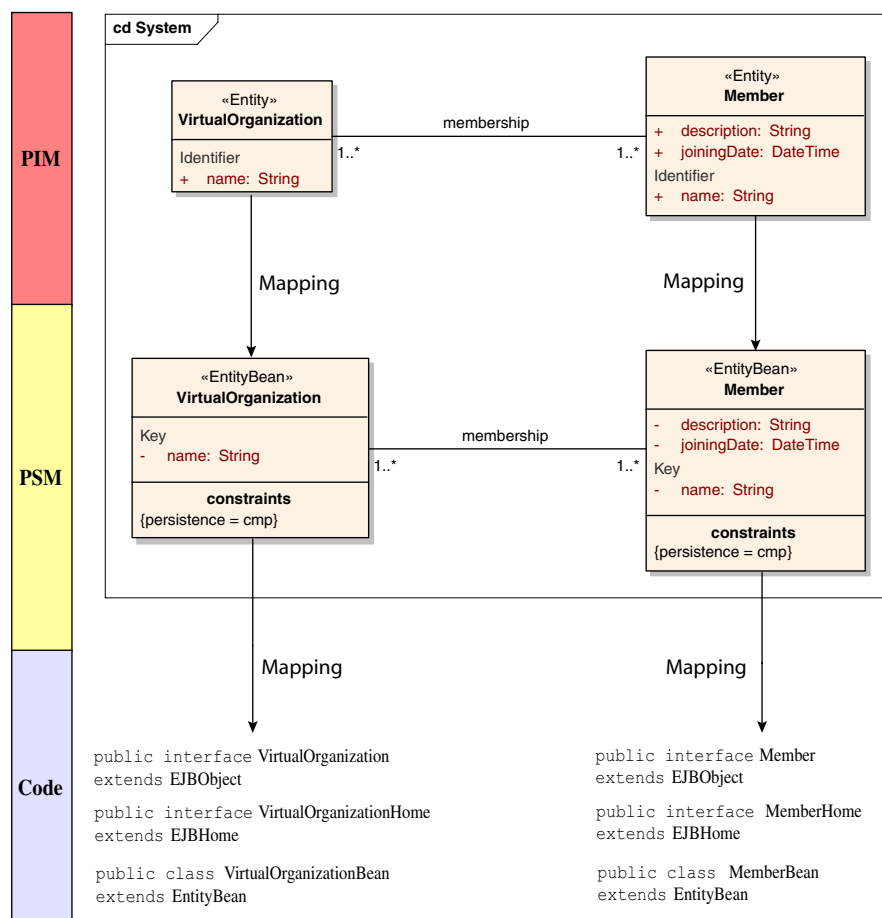 cd System
PIM
«Entity»
VirtualOrganization
Identifier
+ name: String
membership
1..*
1..*
«Entity»
Member
+ description: String
+ joiningDate: DateTime
Identifier
+ name: String
Mapping
Mapping
PSM
«EntityBean»
VirtualOrganization
Key
- name: String
constraints
{persistence = cmp}
membership
1..*
1..*
«EntityBean»
Member
- description: String
- joiningDate: DateTime
Key
- name: String
constraints
{persistence = cmp}
Mapping
Mapping
Code
public interface VirtualOrganization
extends EJBObject
public interface VirtualOrganizationHome
extends EJBHome
public class VirtualOrganizationBean
extends EntityBean
public interface Member
extends EJBObject
public interface MemberHome
extends EJBHome
public class MemberBean
extends EntityBean